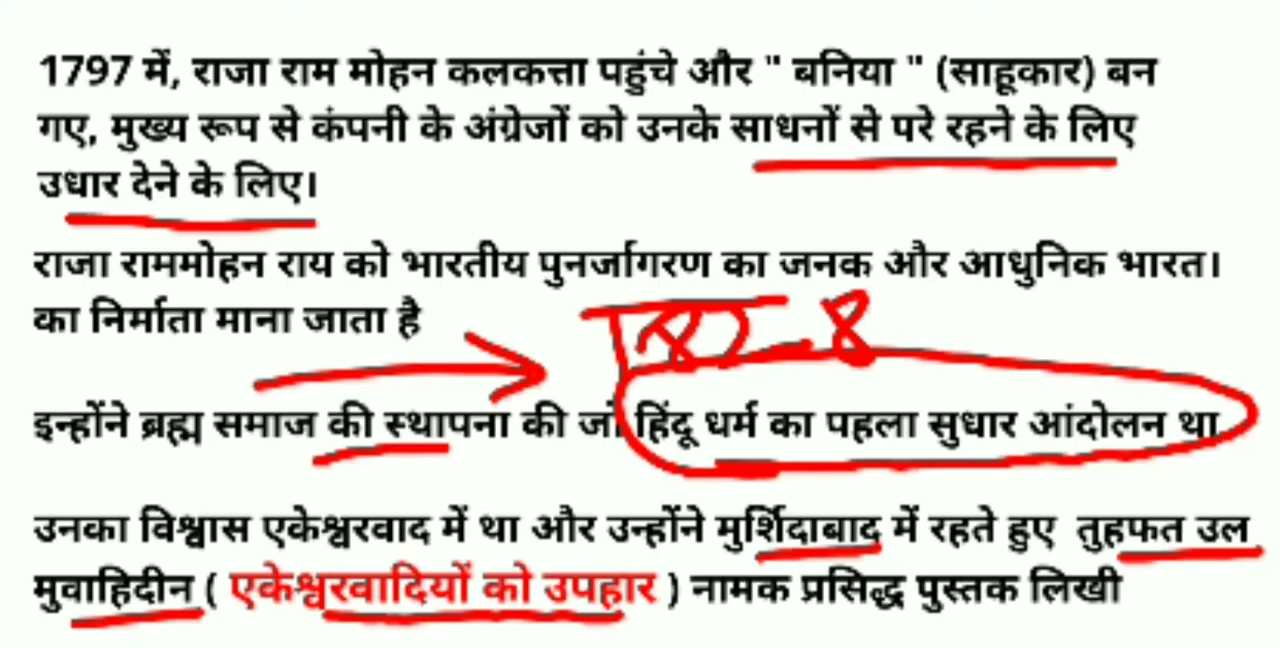 1797 में, राजा राम मोहन कलकत्ता पहुंचे और " बनिया " (साहूकार) बन
गए, मुख्य रूप से कंपनी के अंग्रेजों को उनके साधनों से परे रहने के लिए
उधार देने के लिए।
राजा राममोहन राय को भारतीय पुनर्जागरण का जनक और आधुनिक भारत।
का निर्माता माना जाता है
इन्होंने ब्रह्म समाज की स्थापना की जो हिंदू धर्म का पहला सुधार आंदोलन था
उनका विश्वास एकेश्वरवाद में था और उन्होंने मुर्शिदाबाद में रहते हुए तुहफत उल
मुवाहिदीन ( एकेश्वरवादियों को उपहार ) नामक प्रसिद्ध पुस्तक लिखी